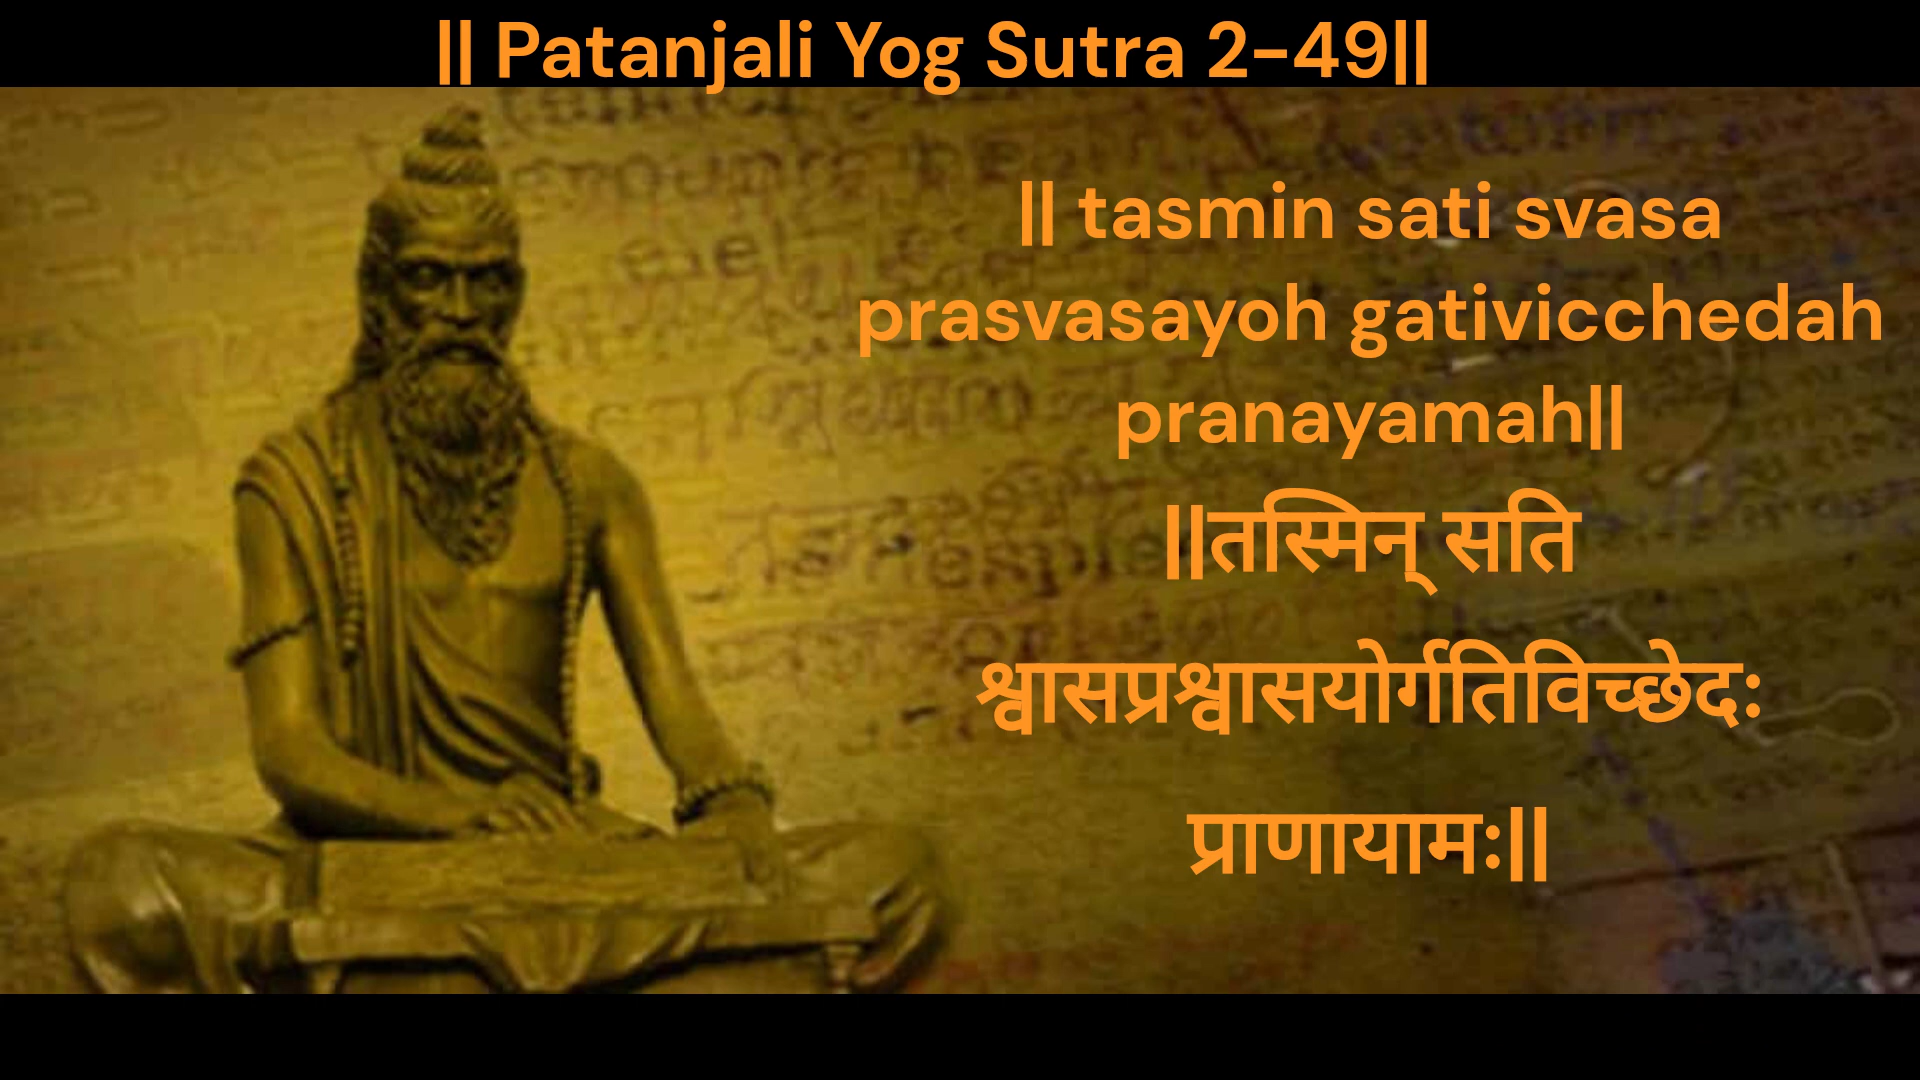 || Patanjali Yog Sutra 2-49||
|| tasmin sati svasa
prasvasayoh gativicchedah
pranayamah||
||तस्मिन् सति
श्वासप्रश्वासयोर्गतिविच्छेदः
प्राणायामः||